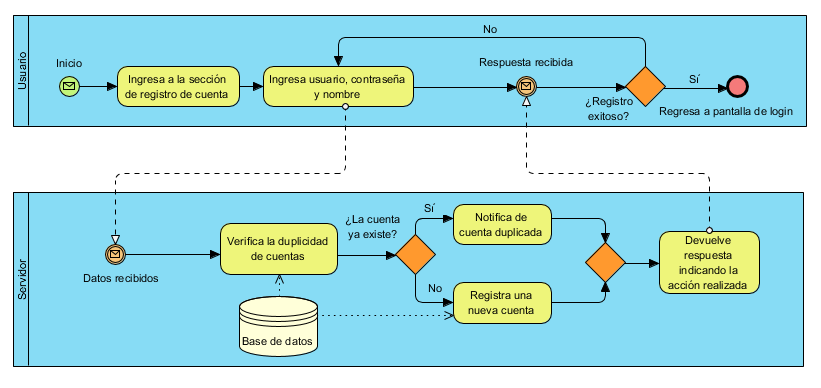 Usuario
Inicio
Ingresa a la sección
de registro de cuenta
Ingresa usuario, contraseña
y nombre
No
Respuesta recibida
¿Registro
exitoso?
Sí
Regresa a pantalla de login
Servidor
Datos recibidos
Verifica la duplicidad
de cuentas
Base de datos
¿La cuenta
ya existe?
Sí
Notifica de
cuenta duplicada
No
Registra una
nueva cuenta
Devuelve
respuesta
indicando la
acción realizada